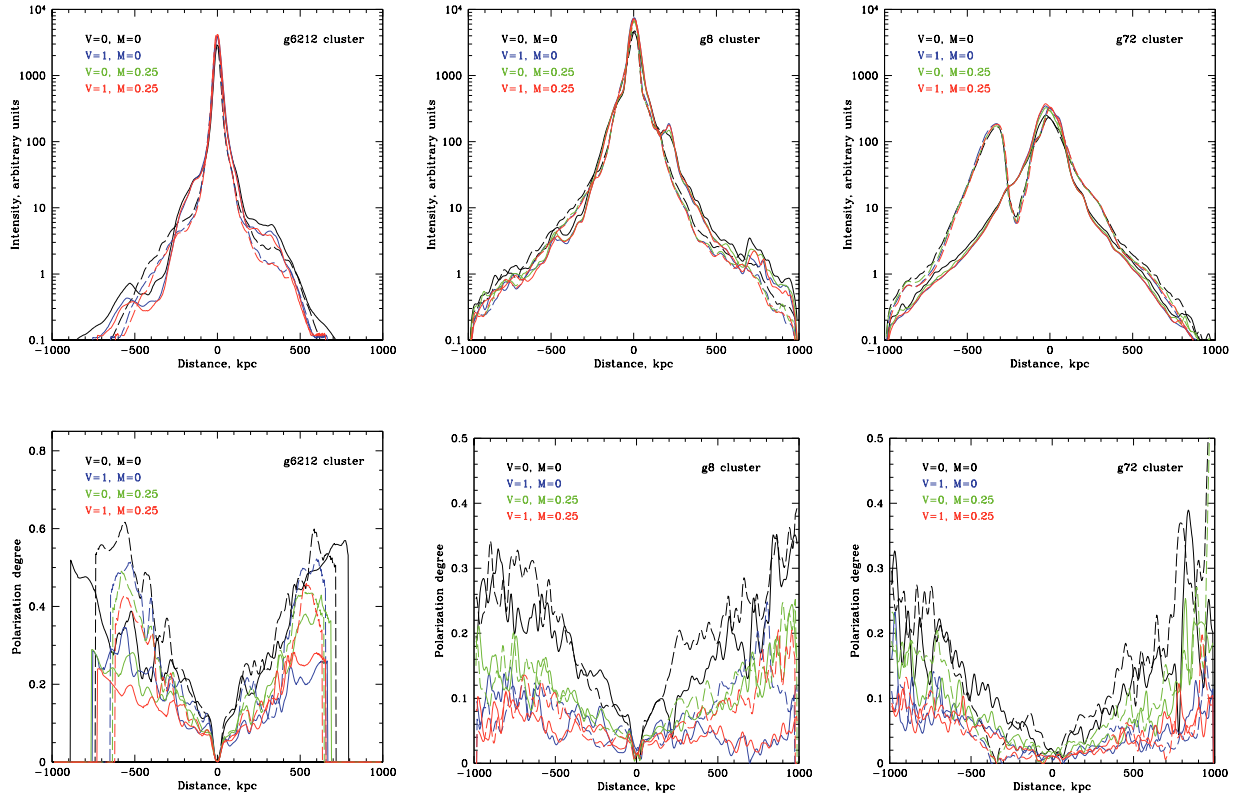 10⁴
1000
100
10
1
0.1
Intensity, arbitrary units
V=0, M=0
V=1, M=0
V=0, M=0.25
V=1, M=0.25
g6212 cluster
−1000 −500 0 500 1000
Distance, kpc
10⁴
1000
100
10
1
0.1
Intensity, arbitrary units
V=0, M=0
V=1, M=0
V=0, M=0.25
V=1, M=0.25
g8 cluster
−1000 −500 0 500 1000
Distance, kpc
10⁴
1000
100
10
1
0.1
Intensity, arbitrary units
V=0, M=0
V=1, M=0
V=0, M=0.25
V=1, M=0.25
g72 cluster
−1000 −500 0 500 1000
Distance, kpc
0.8
0.6
0.4
0.2
0
Polarization degree
V=0, M=0
V=1, M=0
V=0, M=0.25
V=1, M=0.25
g6212 cluster
−1000 −500 0 500 1000
Distance, kpc
0.5
0.4
0.3
0.2
0.1
0
Polarization degree
V=0, M=0
V=1, M=0
V=0, M=0.25
V=1, M=0.25
g8 cluster
−1000 −500 0 500 1000
Distance, kpc
0.5
0.4
0.3
0.2
0.1
0
Polarization degree
V=0, M=0
V=1, M=0
V=0, M=0.25
V=1, M=0.25
g72 cluster
−1000 −500 0 500 1000
Distance, kpc